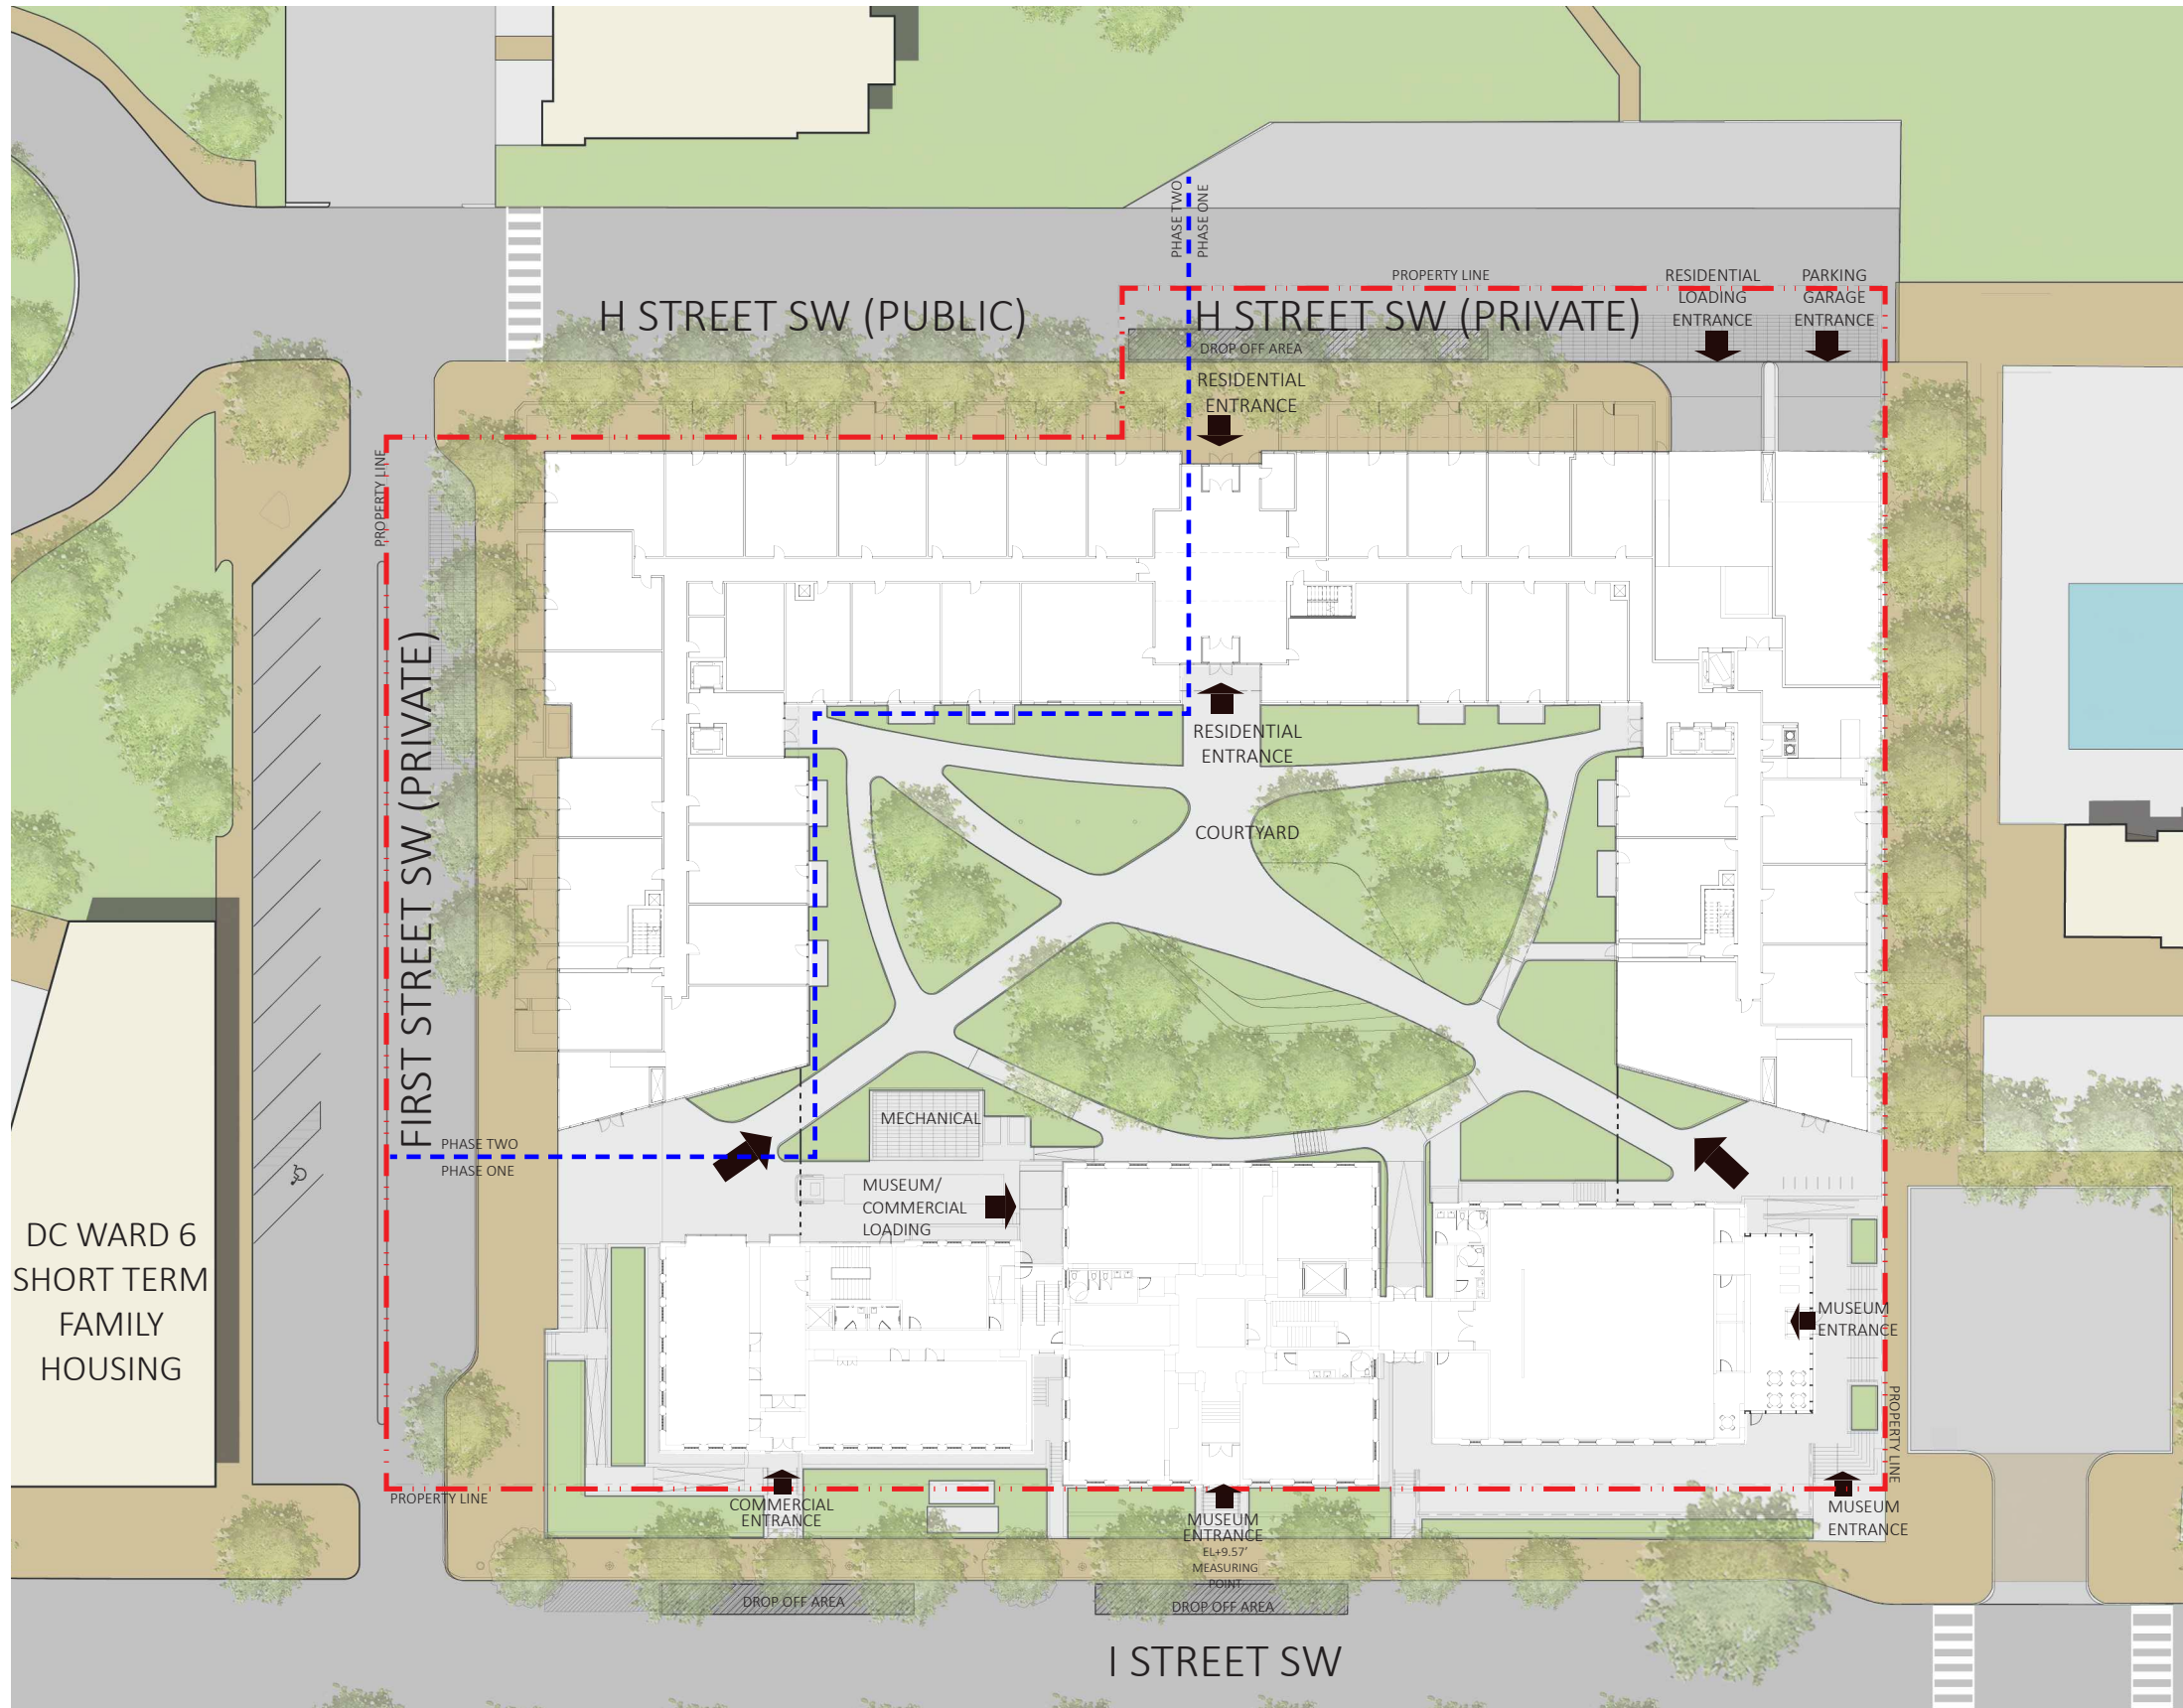 PHASE TWO
PHASE ONE
PROPERTY LINE
RESIDENTIAL
LOADING
ENTRANCE
PARKING
GARAGE
ENTRANCE
H STREET SW (PUBLIC)
H STREET SW (PRIVATE)
DROP OFF AREA
RESIDENTIAL
ENTRANCE
PROPERTY LINE
FIRST STREET SW (PRIVATE)
RESIDENTIAL
ENTRANCE
COURTYARD
MECHANICAL
PHASE TWO
PHASE ONE
MUSEUM/
COMMERCIAL
LOADING
DC WARD 6
SHORT TERM
FAMILY
HOUSING
MUSEUM
ENTRANCE
PROPERTY LINE
PROPERTY LINE
COMMERCIAL
ENTRANCE
MUSEUM
ENTRANCE
EL+9.57'
MEASURING
POINT
MUSEUM
ENTRANCE
DROP OFF AREA
DROP OFF AREA
I STREET SW